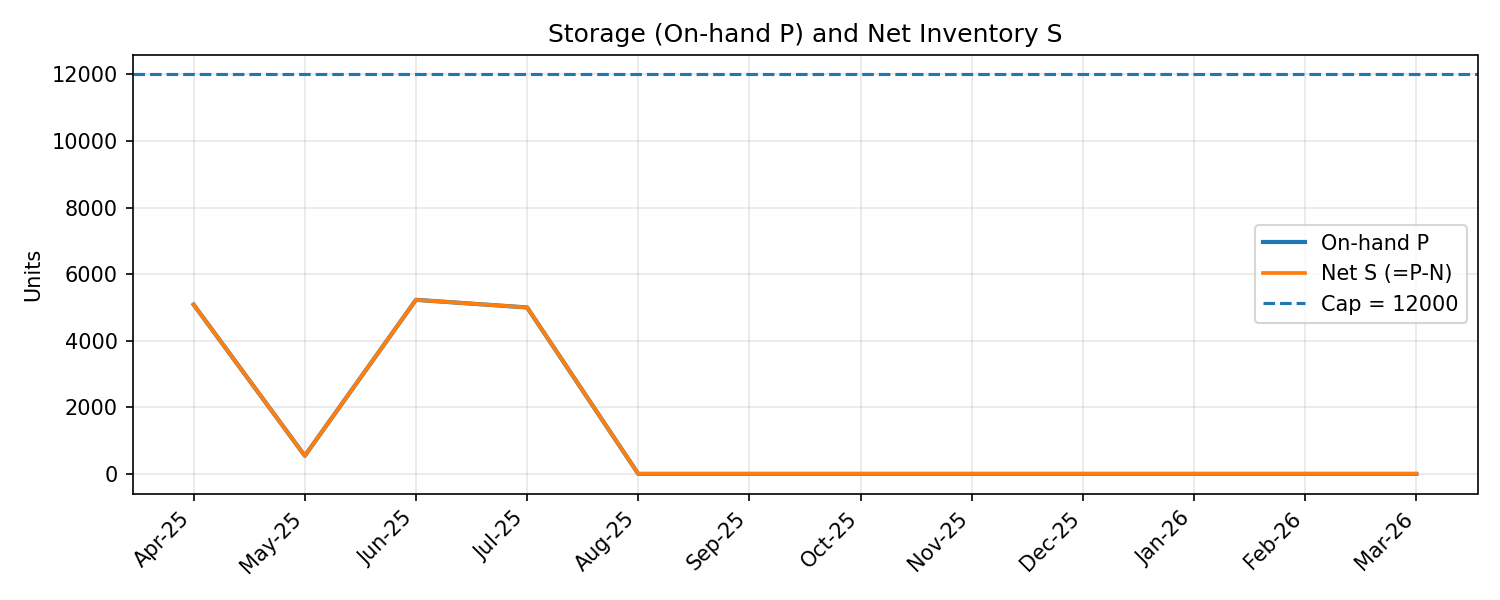 Storage (On-hand P) and Net Inventory S
Units
12000
10000
8000
6000
4000
2000
0
On-hand P
Net S (=P-N)
Cap = 12000
Apr-25
May-25
Jun-25
Jul-25
Aug-25
Sep-25
Oct-25
Nov-25
Dec-25
Jan-26
Feb-26
Mar-26